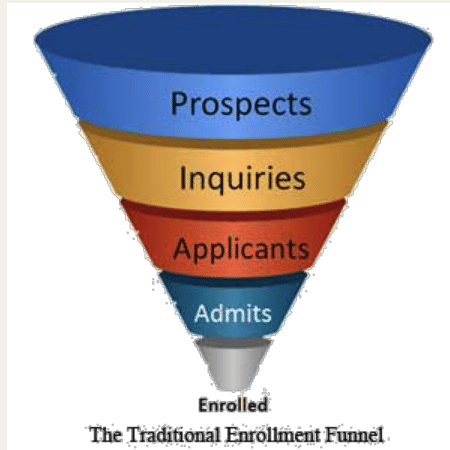 Prospects
Inquiries
Applicants
Admits
Enrolled
The Traditional Enrollment Funnel